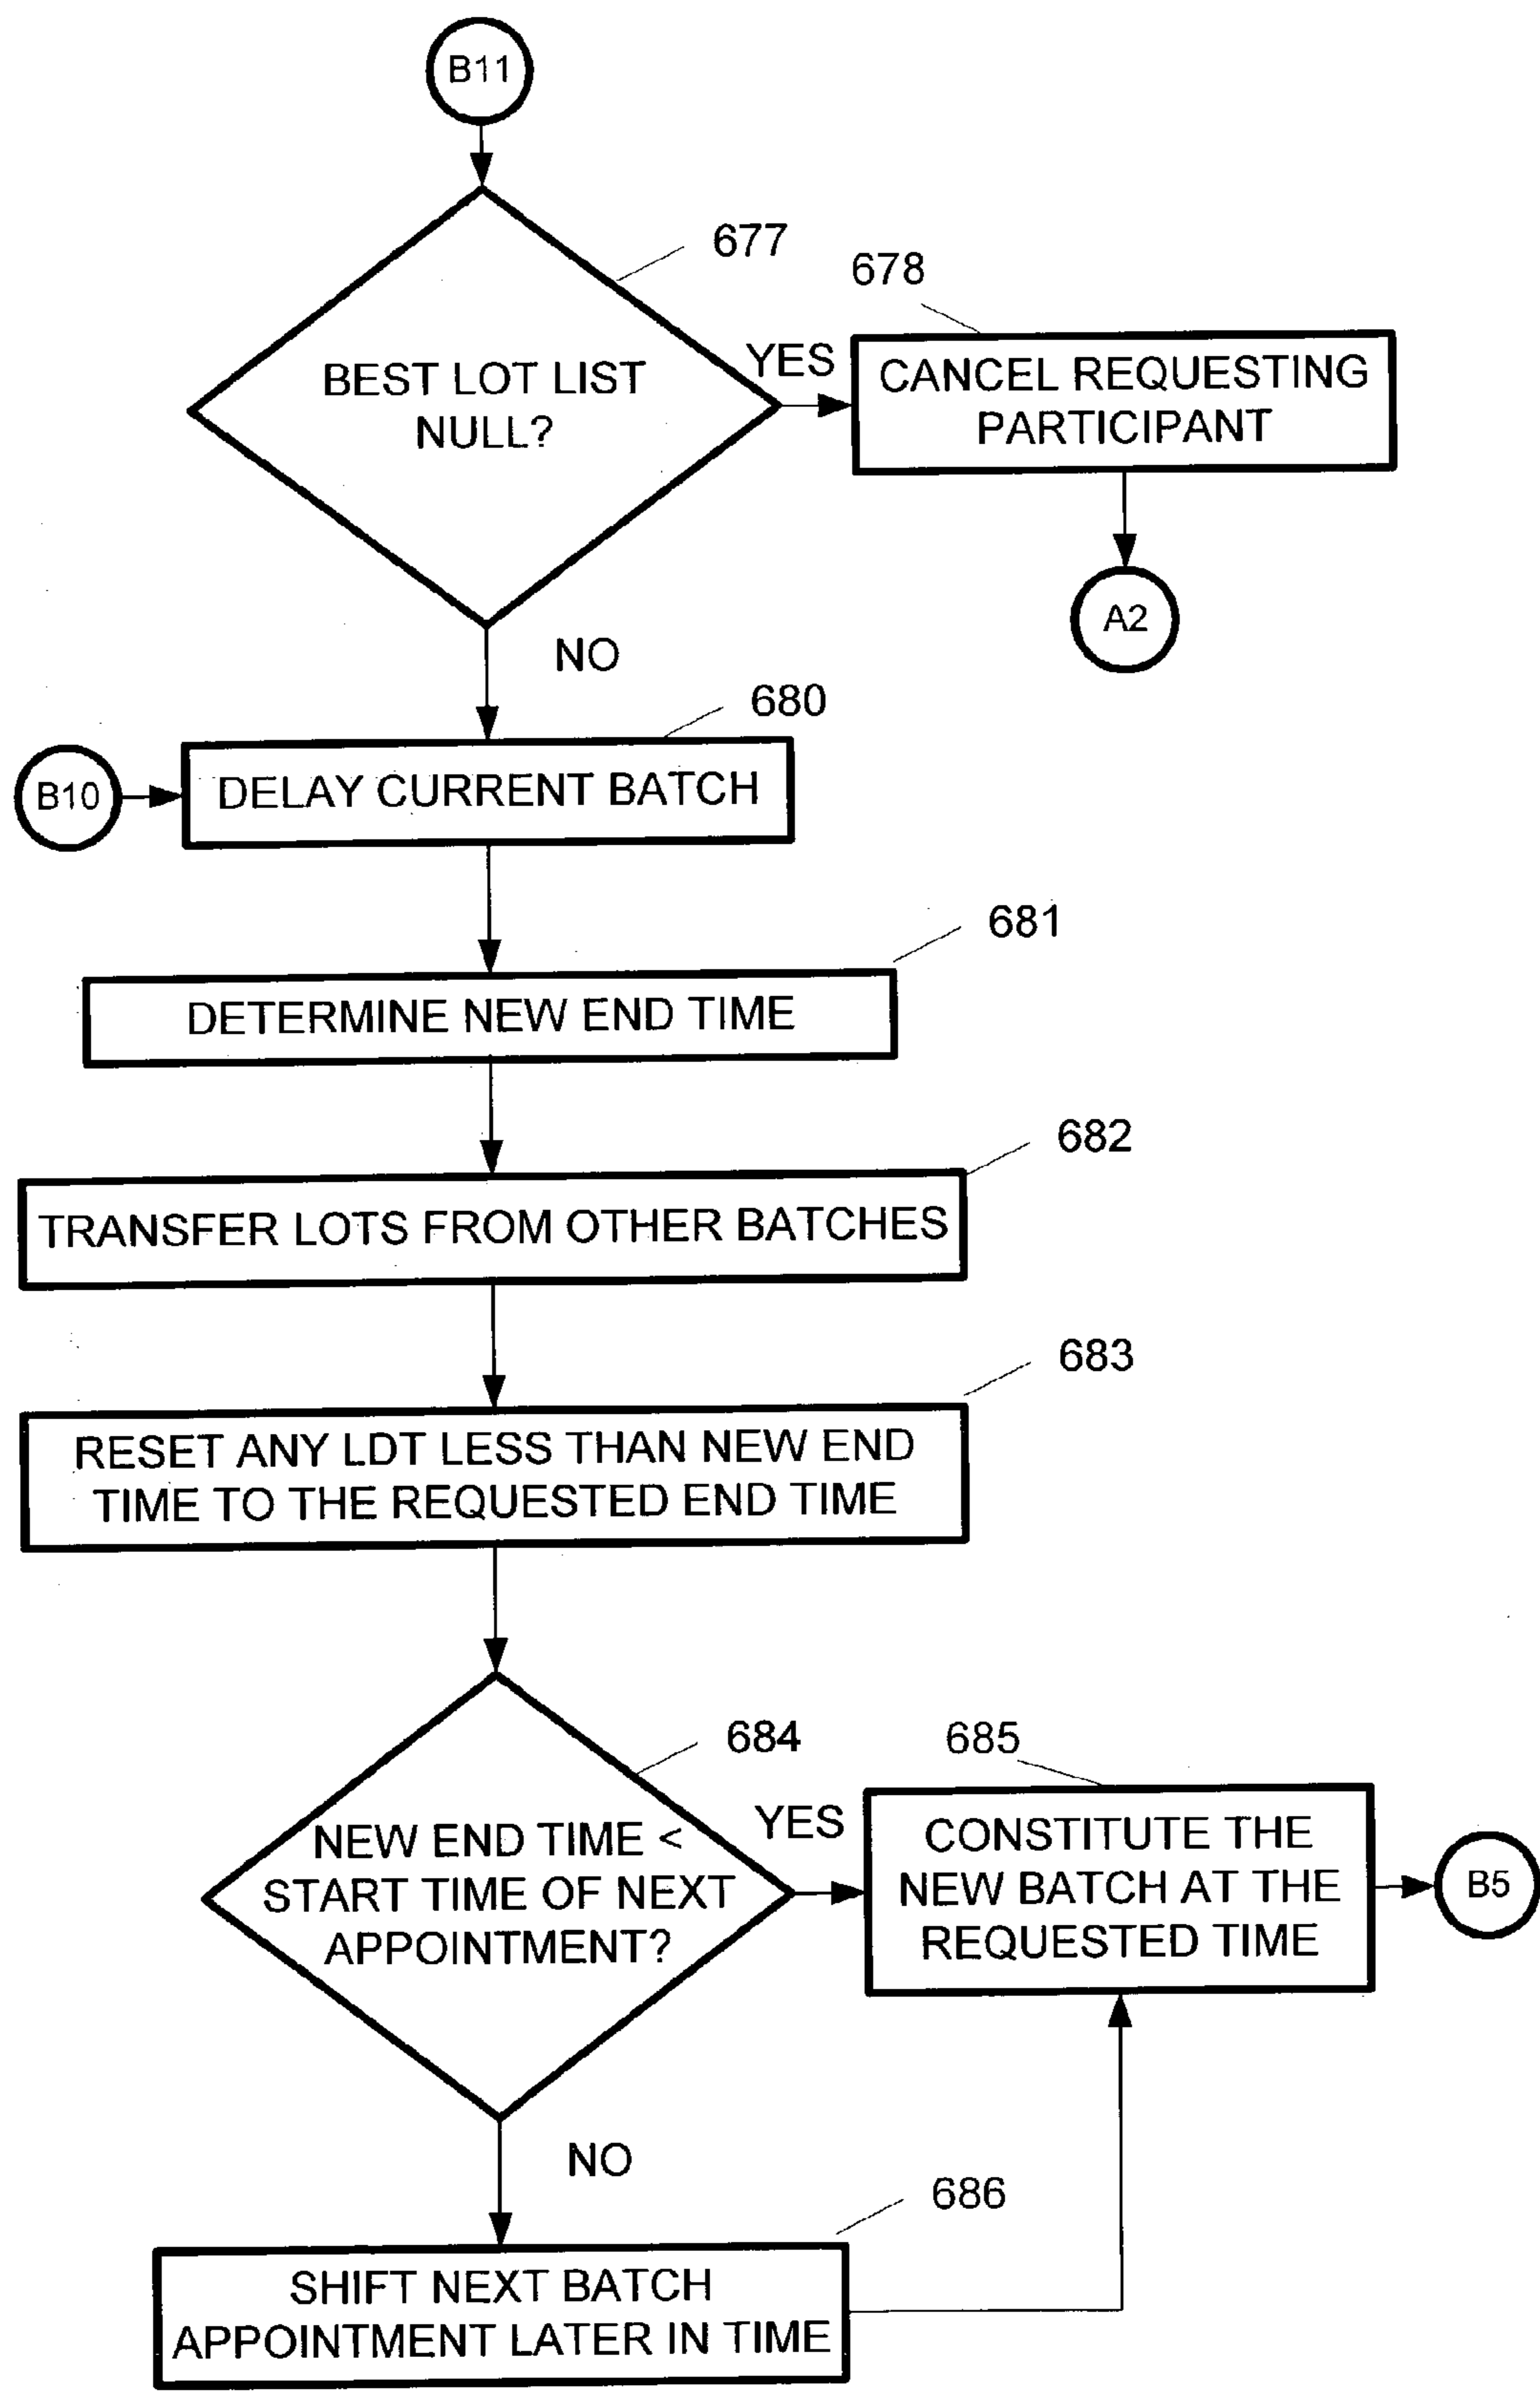 B11
677
678
BEST LOT LIST
NULL?
YES
CANCEL REQUESTING
PARTICIPANT
A2
NO
680
B10
DELAY CURRENT BATCH
681
DETERMINE NEW END TIME
682
TRANSFER LOTS FROM OTHER BATCHES
683
RESET ANY LDT LESS THAN NEW END
TIME TO THE REQUESTED END TIME
684
685
NEW END TIME <
START TIME OF NEXT
APPOINTMENT?
YES
CONSTITUTE THE
NEW BATCH AT THE
REQUESTED TIME
B5
NO
686
SHIFT NEXT BATCH
APPOINTMENT LATER IN TIME